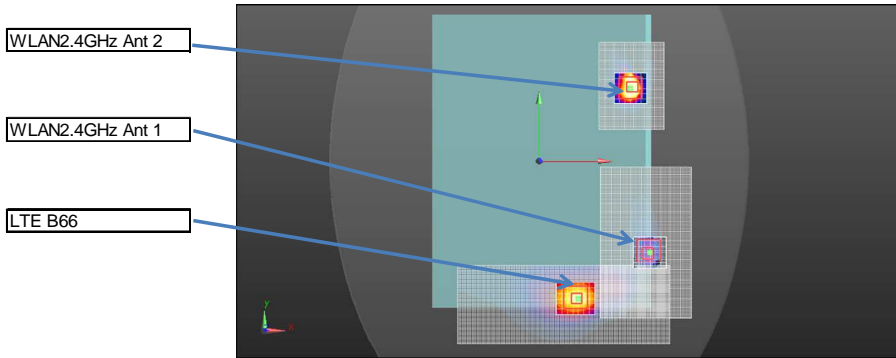 WLAN2.4GHz Ant 2
WLAN2.4GHz Ant 1
LTE B66
y
x